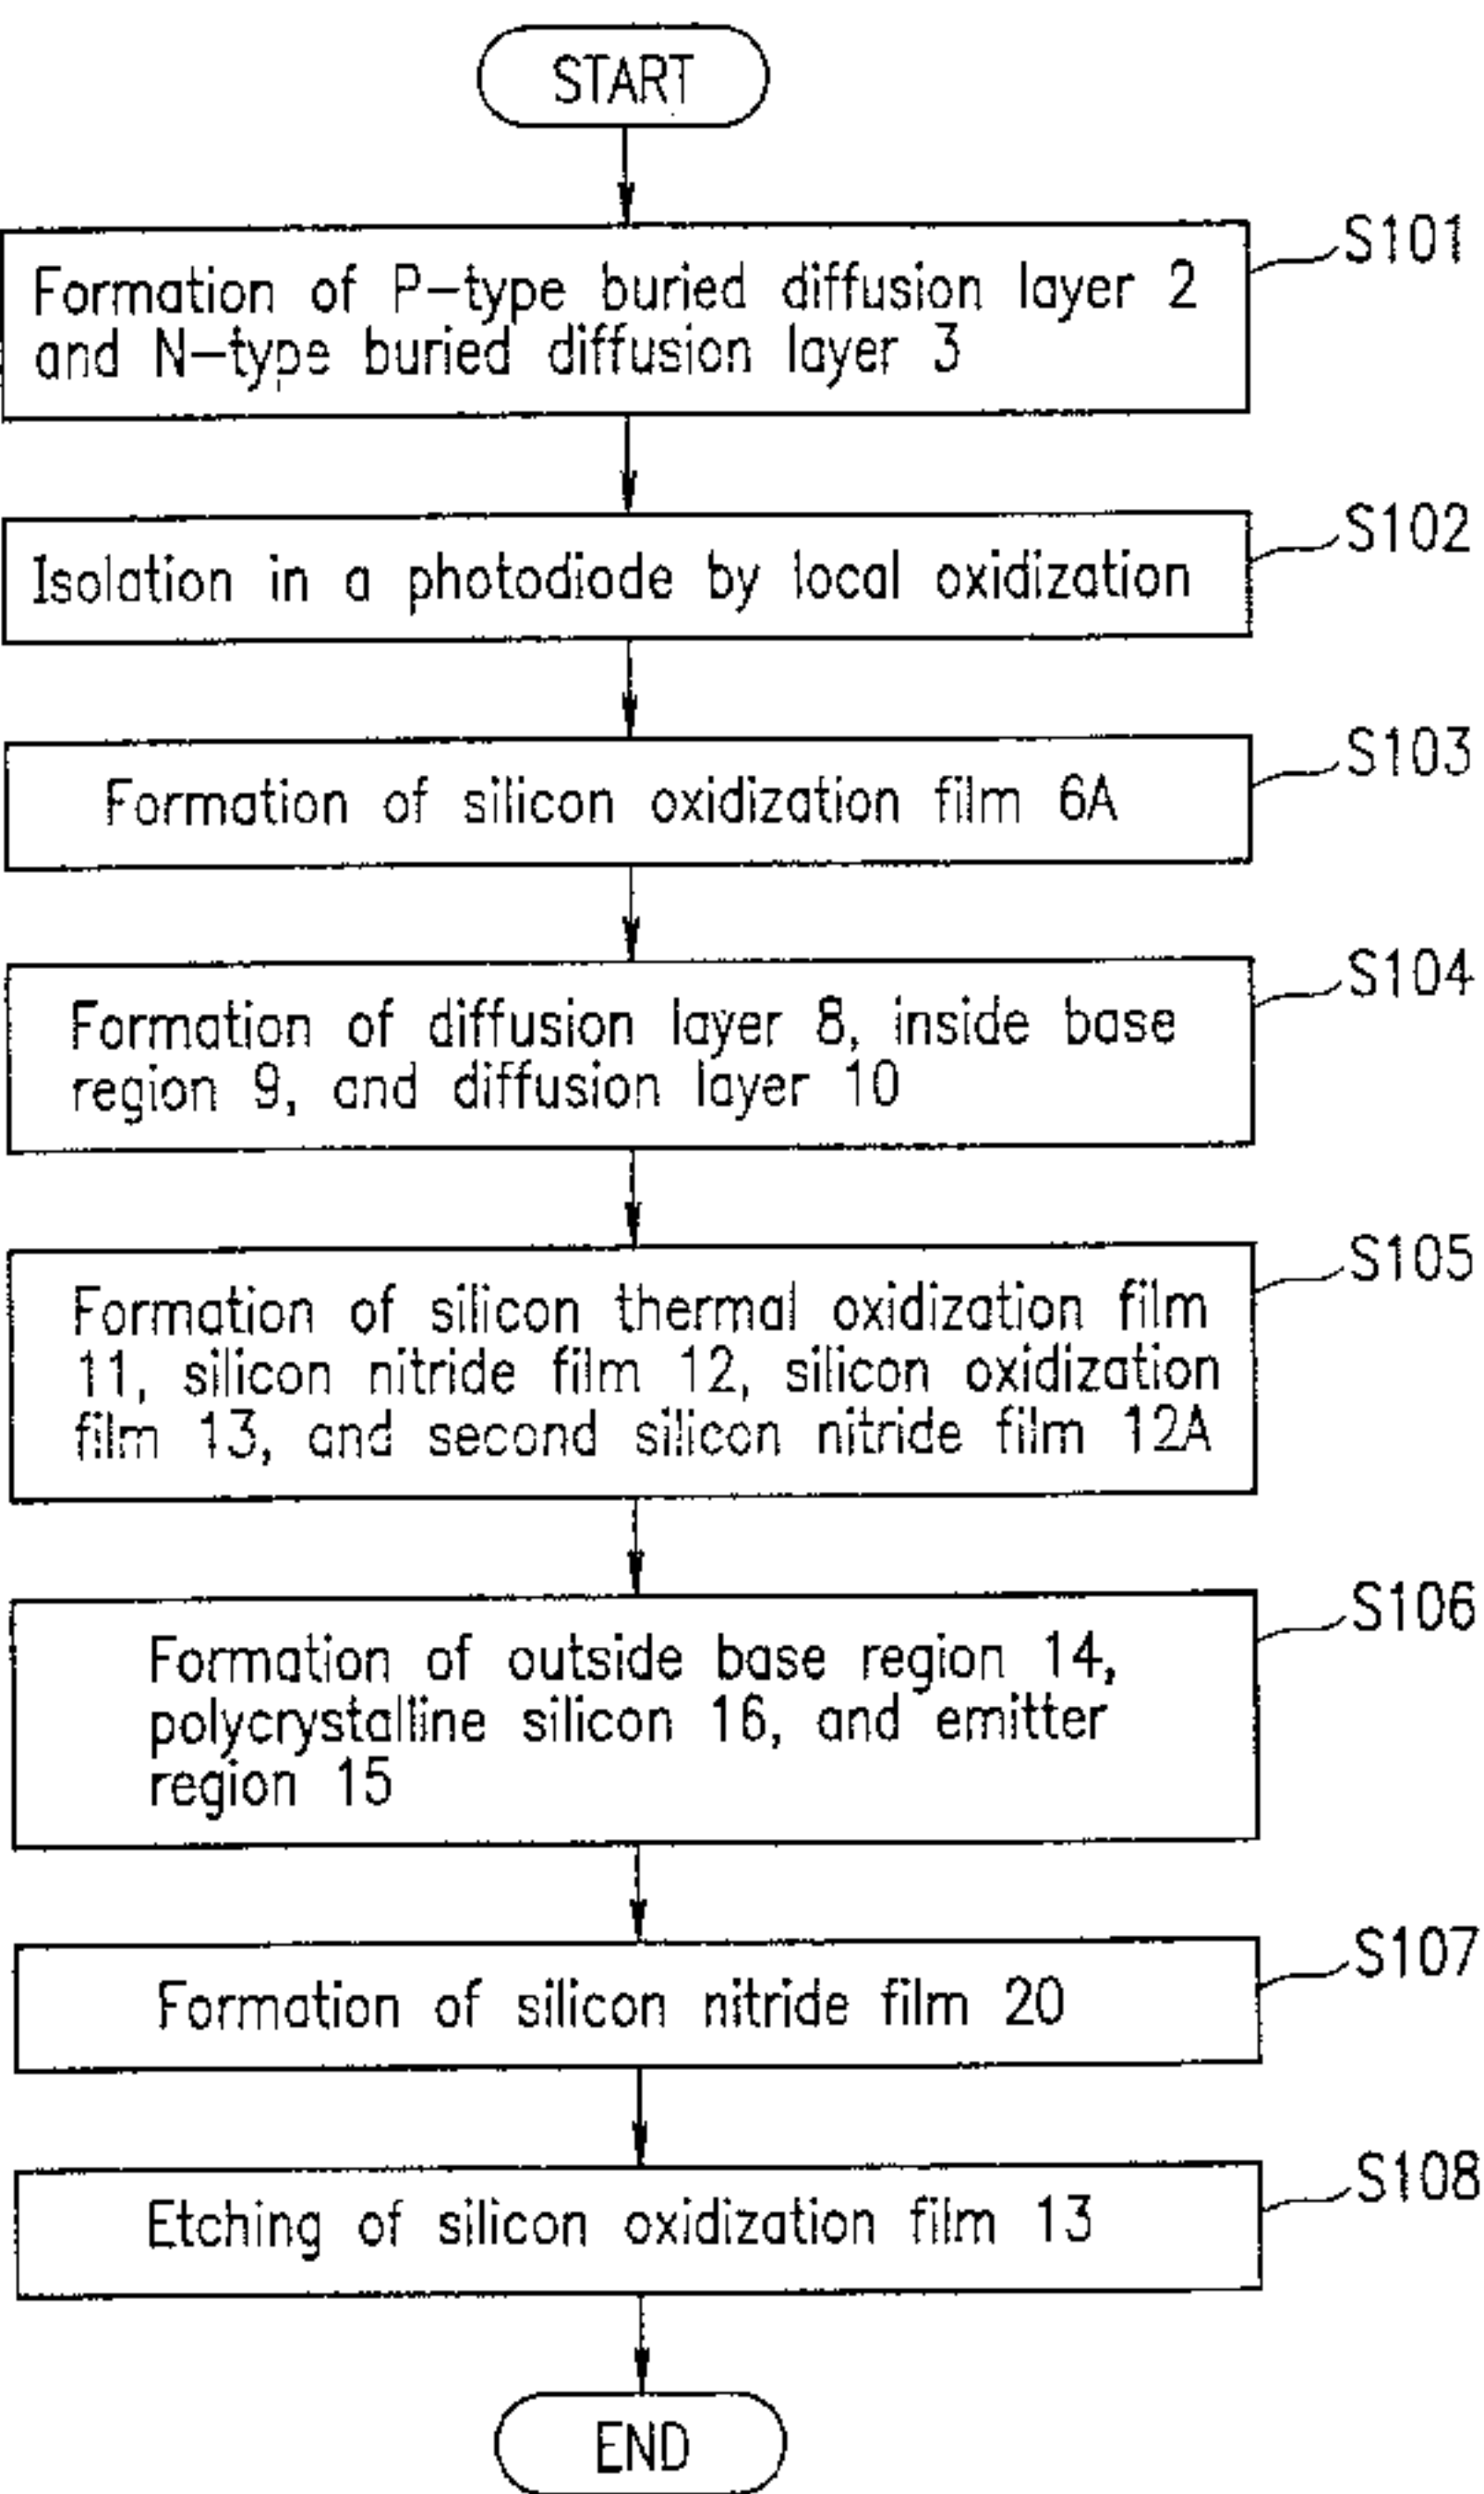 START
S101
Formation of P-type buried diffusion layer 2
and N-type buried diffusion layer 3
S102
Isolation in a photodiode by local oxidization
S103
Formation of silicon oxidization film 6A
S104
Formation of diffusion layer 8, inside base
region 9, and diffusion layer 10
S105
Formation of silicon thermal oxidization film
11, silicon nitride film 12, silicon oxidization
film 13, and second silicon nitride film 12A
S106
Formation of outside base region 14,
polycrystalline silicon 16, and emitter
region 15
S107
Formation of silicon nitride film 20
S108
Etching of silicon oxidization film 13
END